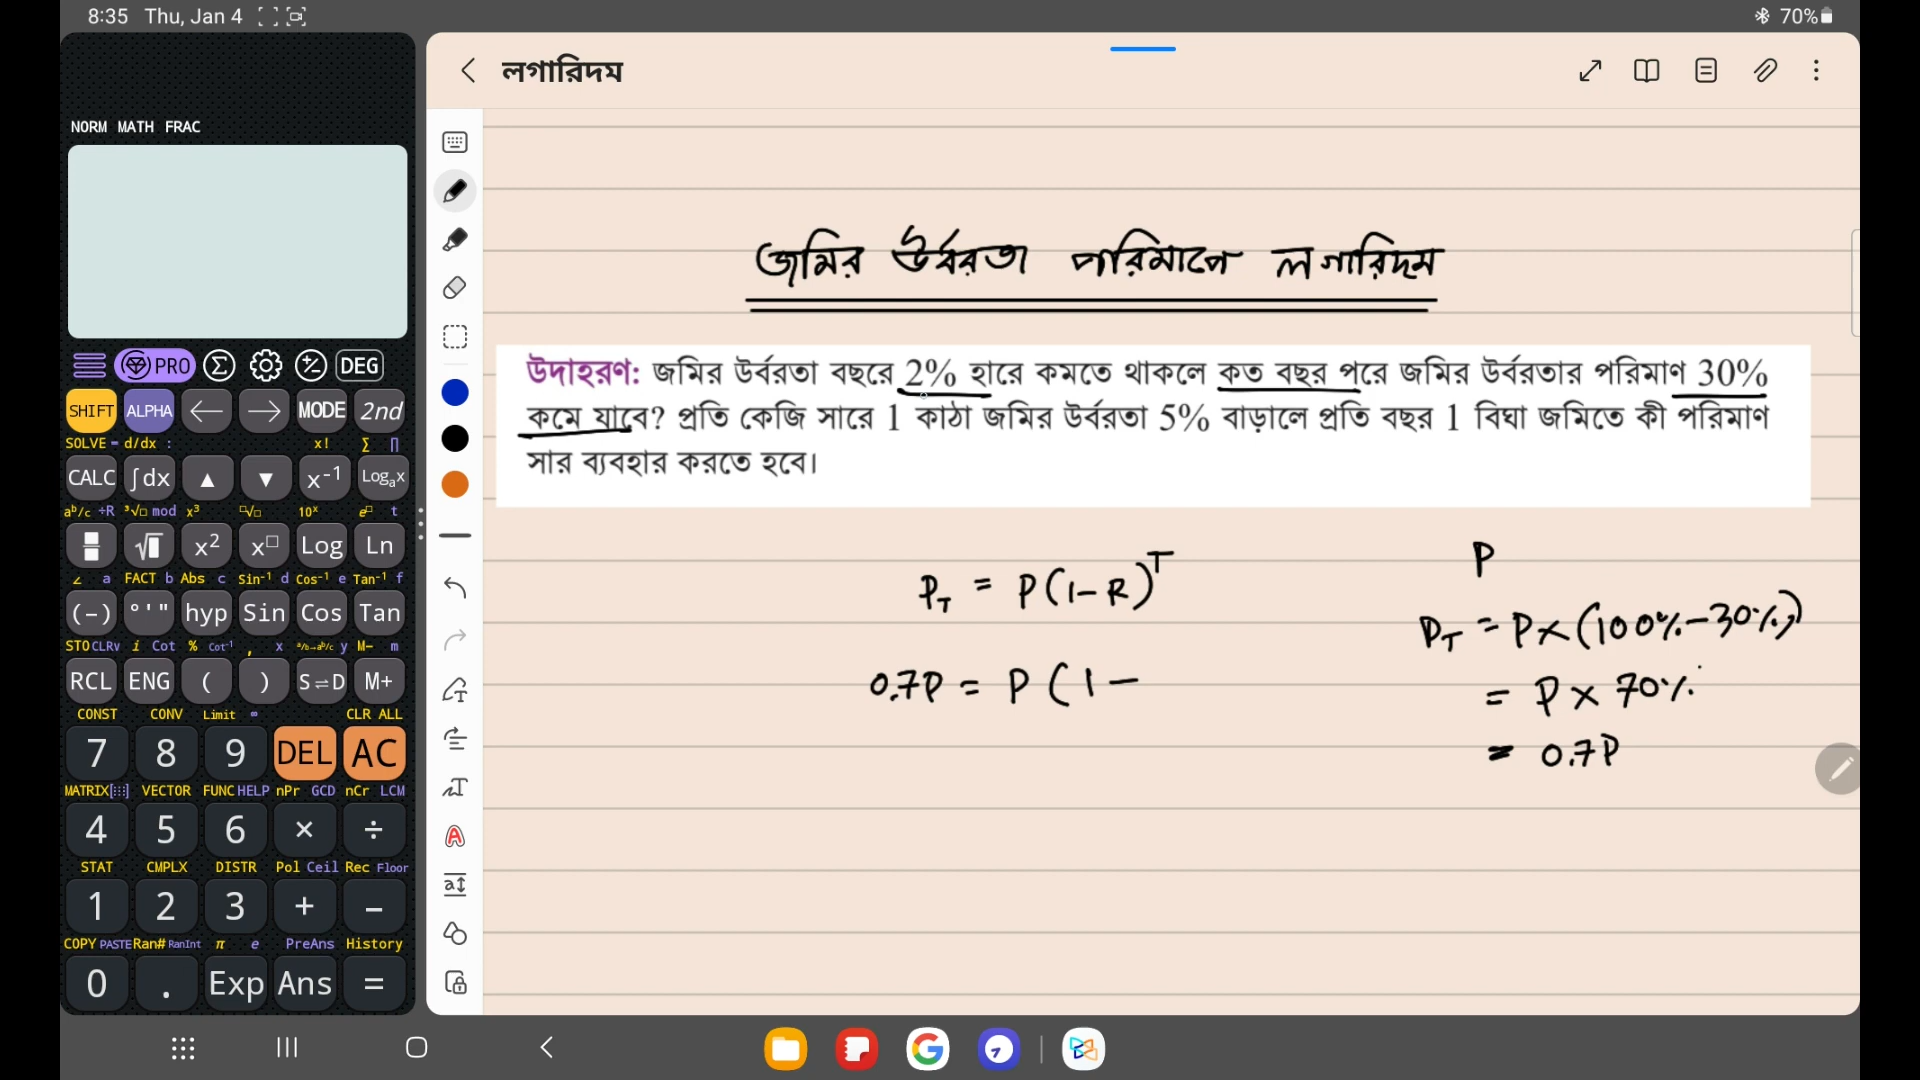 8:35 Thu, Jan 4
70%
লগারিদম
NORM MATH FRAC
PRO DEG
SHIFT ALPHA MODE 2nd
SOLVE = d/dx : x! ∑ ∏
CALC ∫dx ▲ ▼ x⁻¹ Logₐx
aᵇ/c ÷R ³√□ mod x³ □√□ 10ˣ e□ t
√ x² x□ Log Ln
∠ a FACT b Abs c Sin⁻¹ d Cos⁻¹ e Tan⁻¹ f
(−) °'" hyp Sin Cos Tan
STO CLRv i Cot % Cot⁻¹ , x a/b↔aᵇ/c y M− m
RCL ENG ( ) S⇌D M+
CONST CONV Limit ∞ CLR ALL
7 8 9 DEL AC
MATRIX[:::] VECTOR FUNC HELP nPr GCD nCr LCM
4 5 6 × ÷
STAT CMPLX DISTR Pol Ceil Rec Floor
1 2 3 + −
COPY PASTE Ran# RanInt π e PreAns History
0 . Exp Ans =
জমির উর্বরতা পরিমাপে লগারিদম
উদাহরণ: জমির উর্বরতা বছরে 2% হারে কমতে থাকলে কত বছর পরে জমির উর্বরতার পরিমাণ 30%
কমে যাবে? প্রতি কেজি সারে 1 কাঠা জমির উর্বরতা 5% বাড়ালে প্রতি বছর 1 বিঘা জমিতে কী পরিমাণ
সার ব্যবহার করতে হবে।
P_T = P(1-R)^T
0.7P = P (1 −
P
P_T = P×(100%-30%)
= P × 70%
= 0.7P